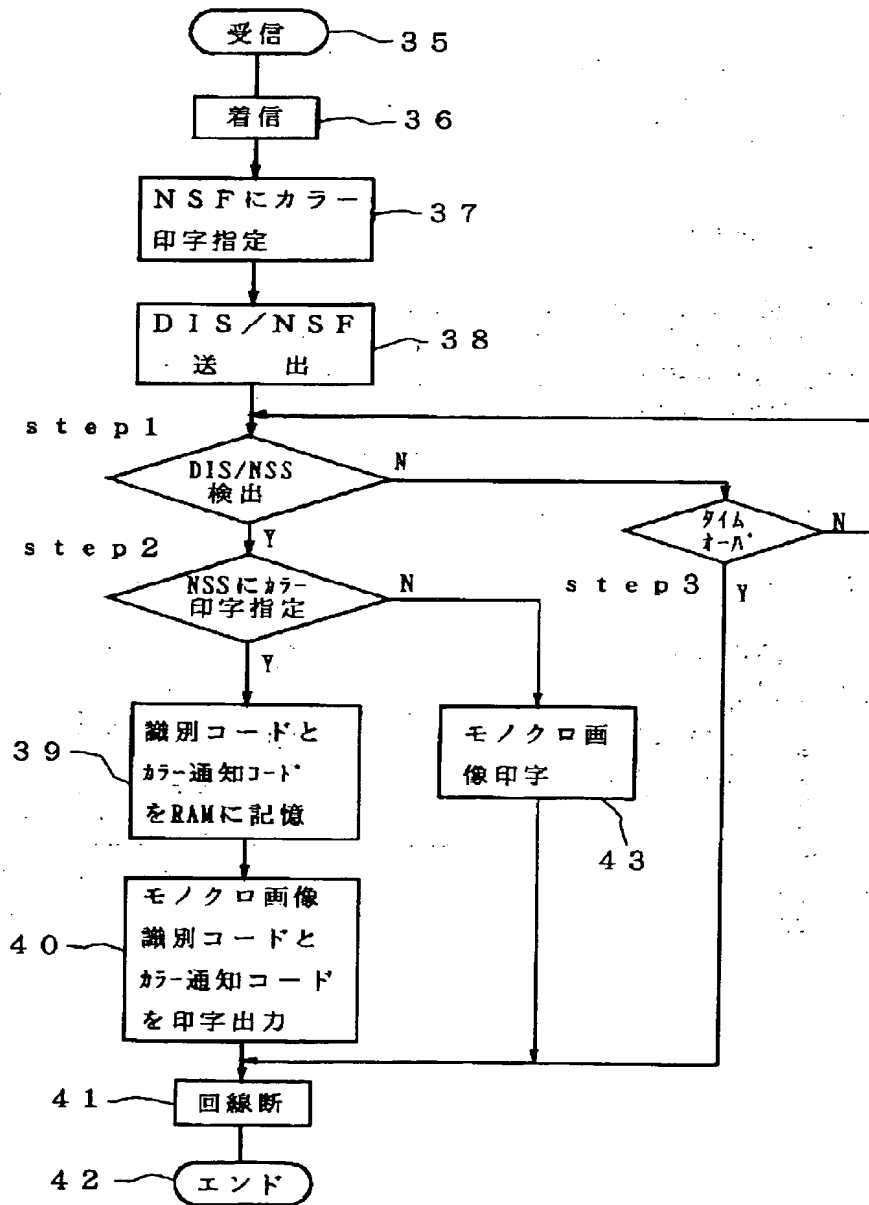 受信
35
着信
36
NSFにカラー
印字指定
37
DIS/NSF
送 出
38
step1
DIS/NSS
検出
N
Y
タイム
オーバ
N
Y
step2
NSSにカラー
印字指定
N
Y
step3
識別コードと
カラー通知コード
をRAMに記憶
39
モノクロ画
像印字
43
モノクロ画像
識別コードと
カラー通知コード
を印字出力
40
41
回線断
42
エンド